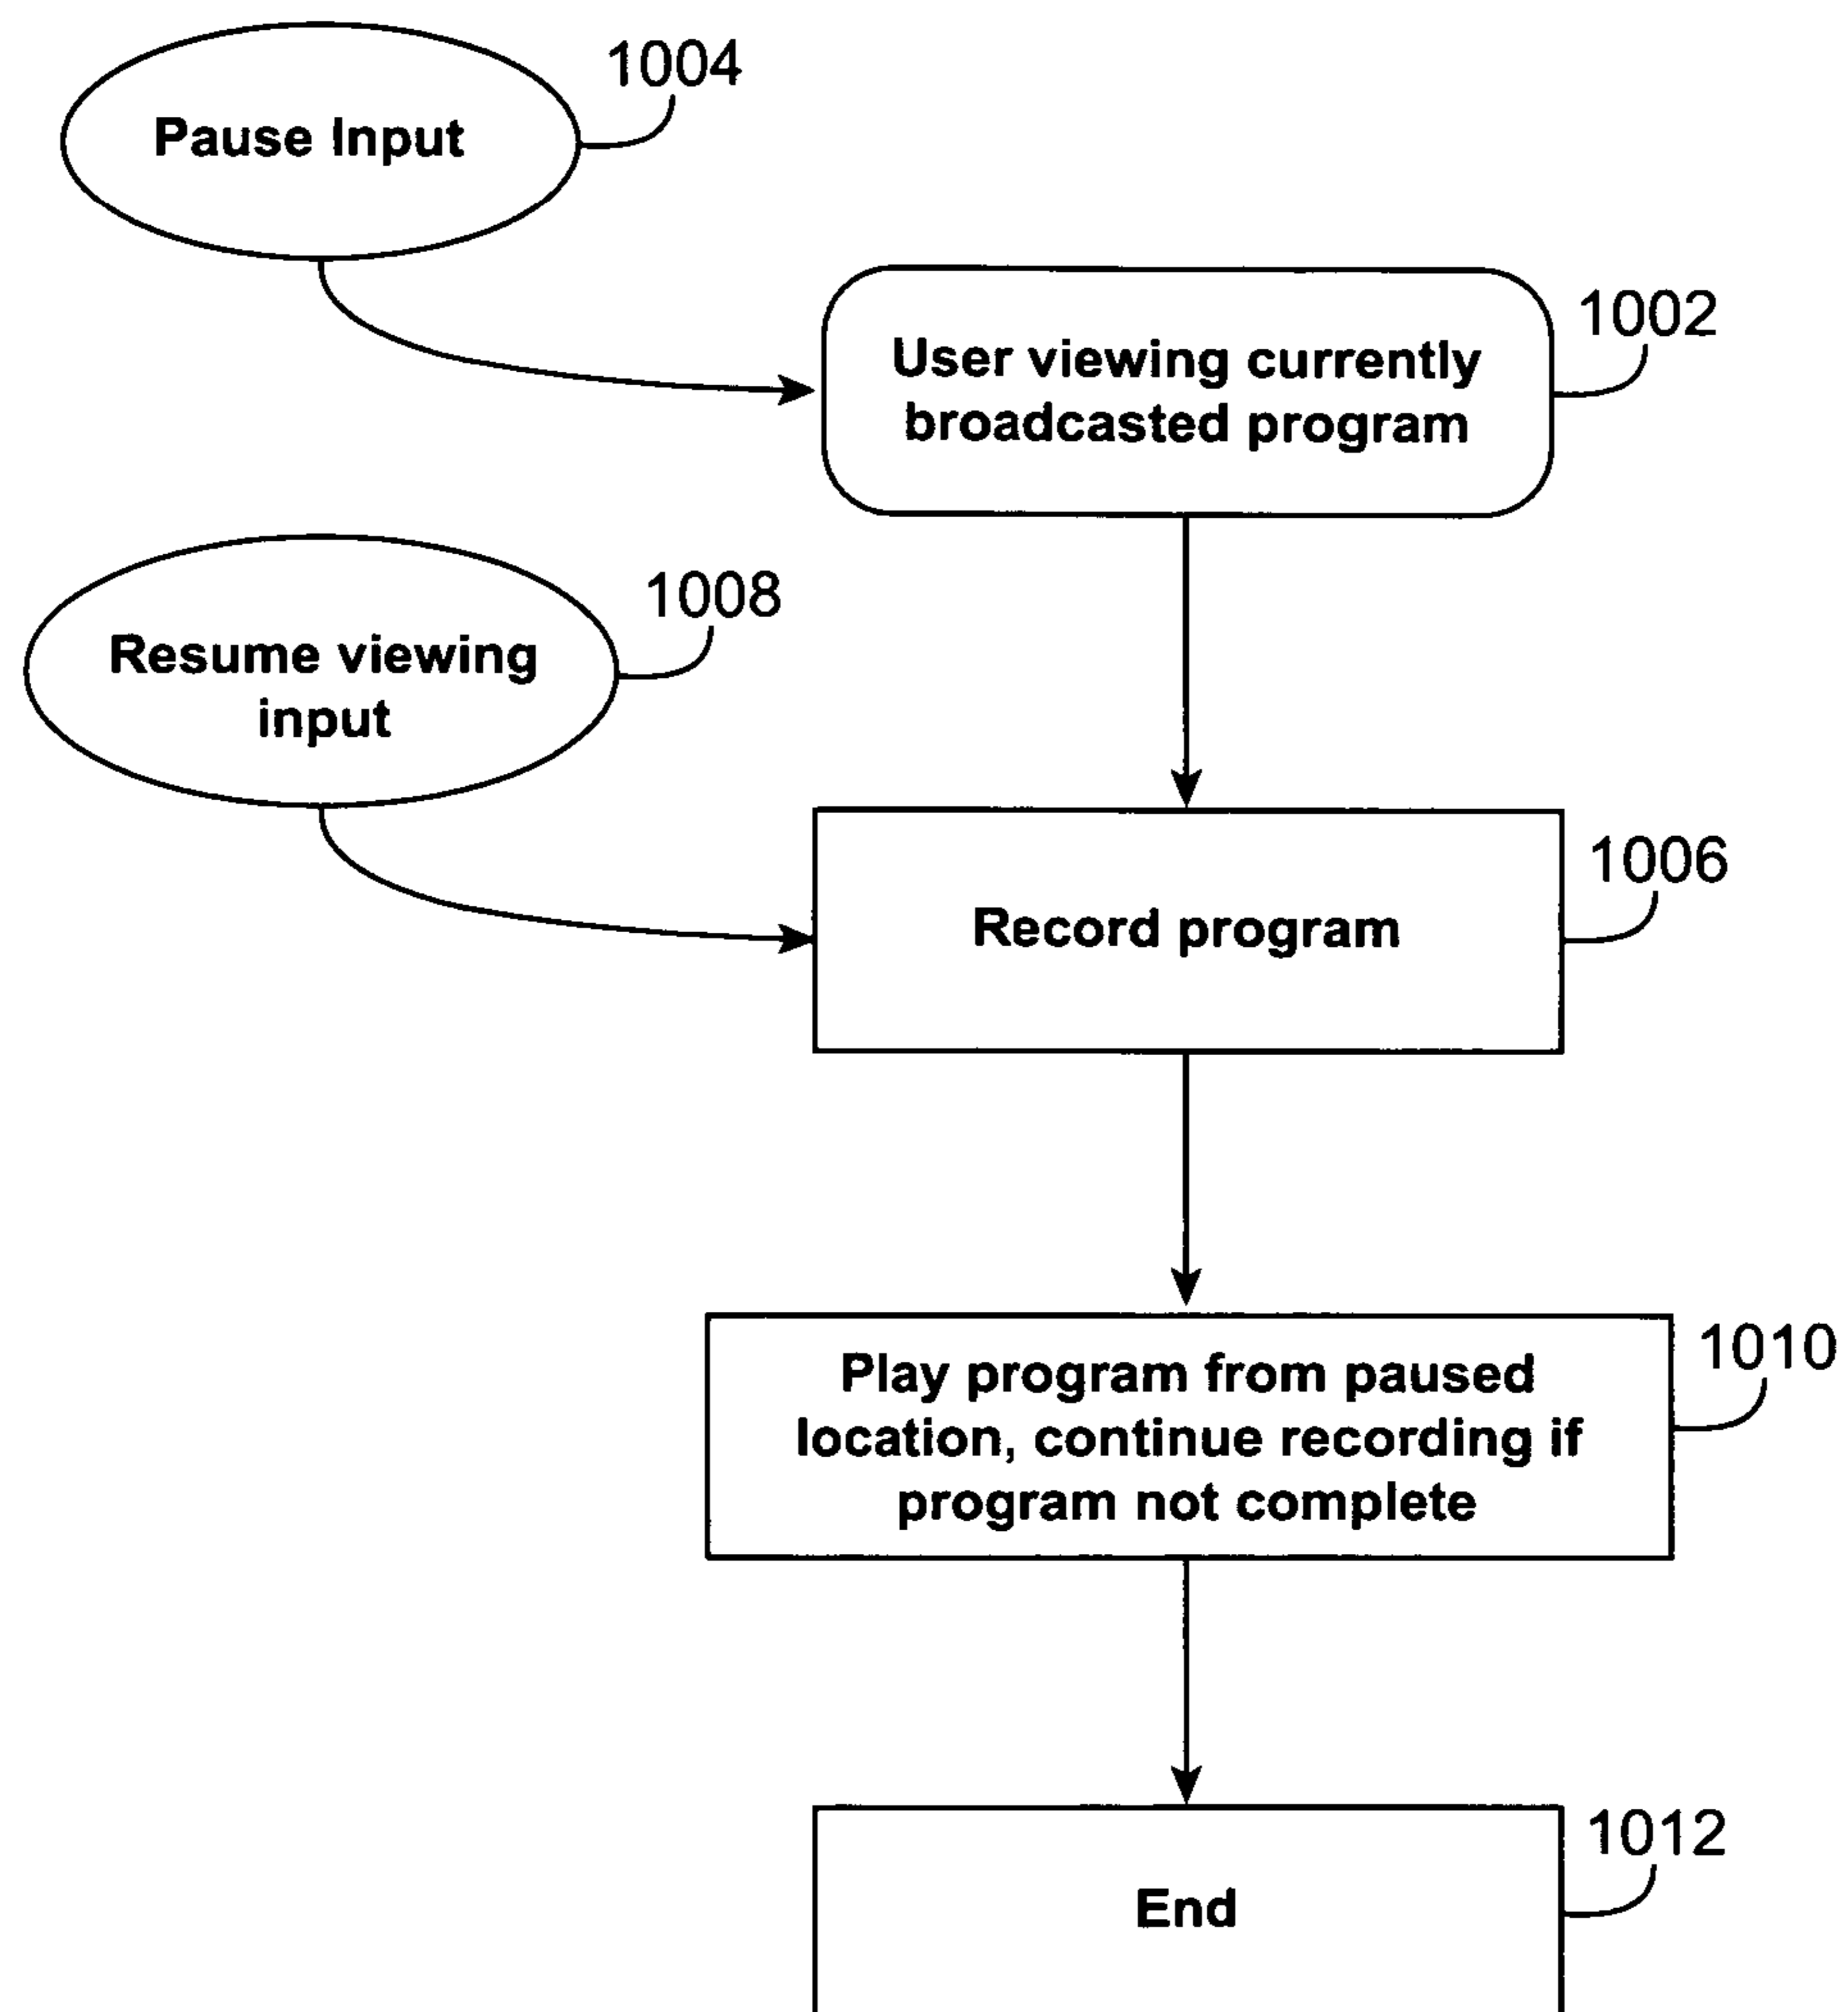 1004
Pause Input
1002
User viewing currently
broadcasted program
1008
Resume viewing
input
1006
Record program
1010
Play program from paused
location, continue recording if
program not complete
1012
End